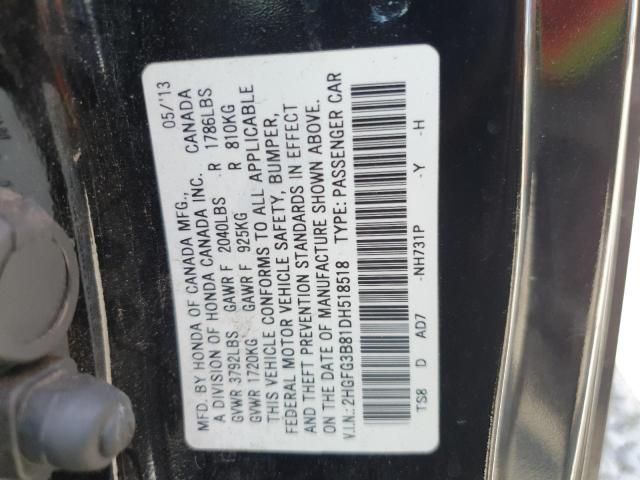 MFD. BY HONDA OF CANADA MFG., 05/'13
A DIVISION OF HONDA CANADA INC. CANADA
GVWR 3792LBS GAWR F 2040LBS R 1786LBS
GVWR 1720KG GAWR F 925KG R 810KG
THIS VEHICLE CONFORMS TO ALL APPLICABLE
FEDERAL MOTOR VEHICLE SAFETY, BUMPER,
AND THEFT PREVENTION STANDARDS IN EFFECT
ON THE DATE OF MANUFACTURE SHOWN ABOVE.
V.I.N.:2HGFG3B81DH518518 TYPE: PASSENGER CAR
TS8 D AD7 -NH731P -Y -H